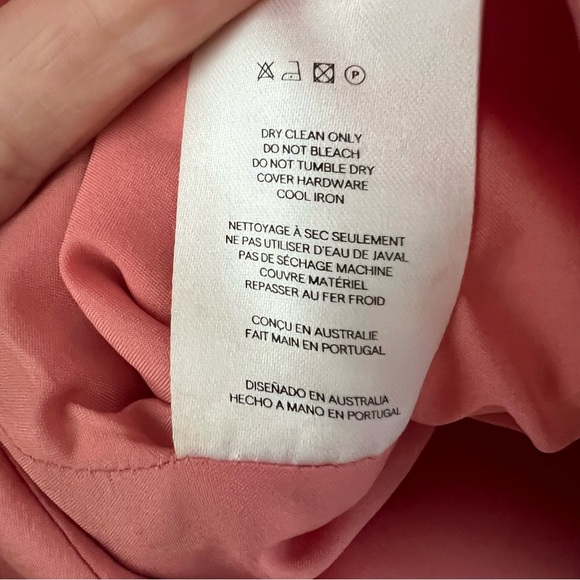 P
DRY CLEAN ONLY
DO NOT BLEACH
DO NOT TUMBLE DRY
COVER HARDWARE
COOL IRON
NETTOYAGE À SEC SEULEMENT
NE PAS UTILISER D'EAU DE JAVAL
PAS DE SÉCHAGE MACHINE
COUVRE MATÉRIEL
REPASSER AU FER FROID
CONÇU EN AUSTRALIE
FAIT MAIN EN PORTUGAL
DISEÑADO EN AUSTRALIA
HECHO A MANO EN PORTUGAL